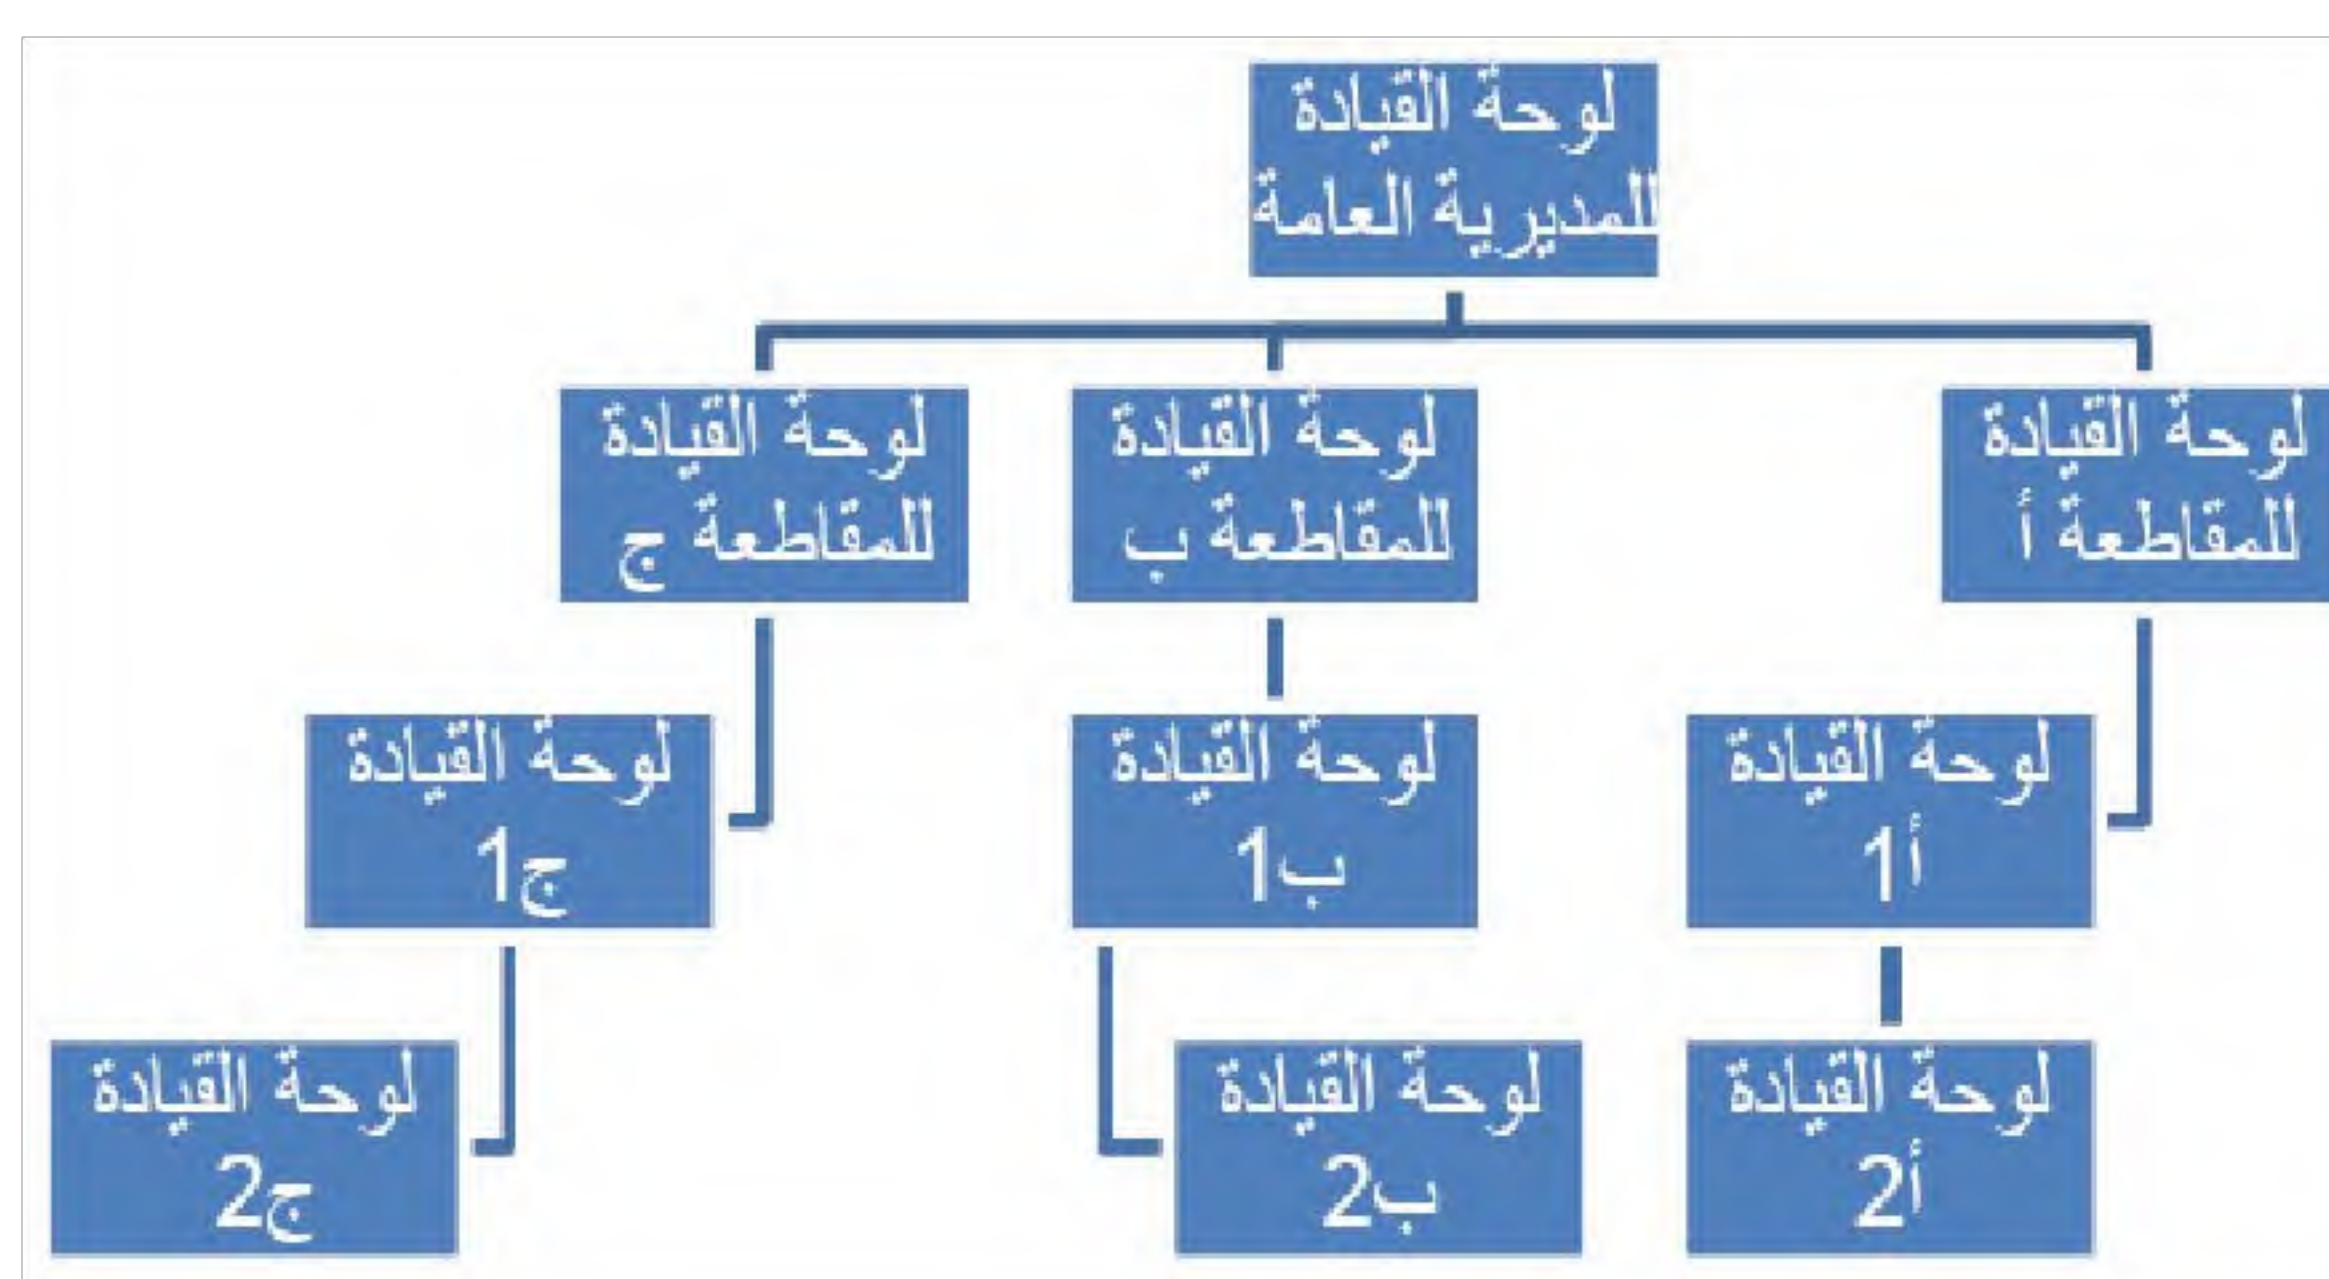 لوحة القيادة
للمديرية العامة
لوحة القيادة
للمقاطعة أ
لوحة القيادة
للمقاطعة ب
لوحة القيادة
للمقاطعة ج
لوحة القيادة
أ1
لوحة القيادة
ب1
لوحة القيادة
ج1
لوحة القيادة
أ2
لوحة القيادة
ب2
لوحة القيادة
ج2